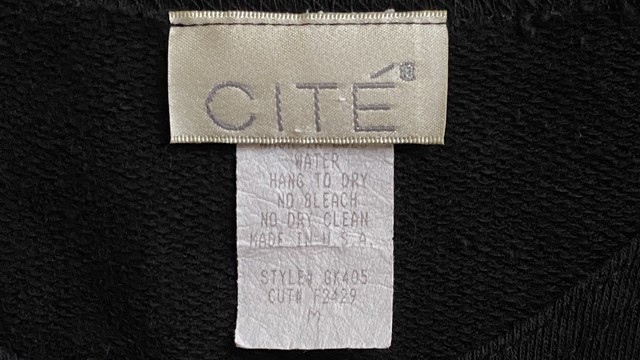 CITÉ
WATER
HANG TO DRY
NO BLEACH
NO DRY CLEAN
MADE IN U.S.A
STYLE# GK405
CUT# F2429
M